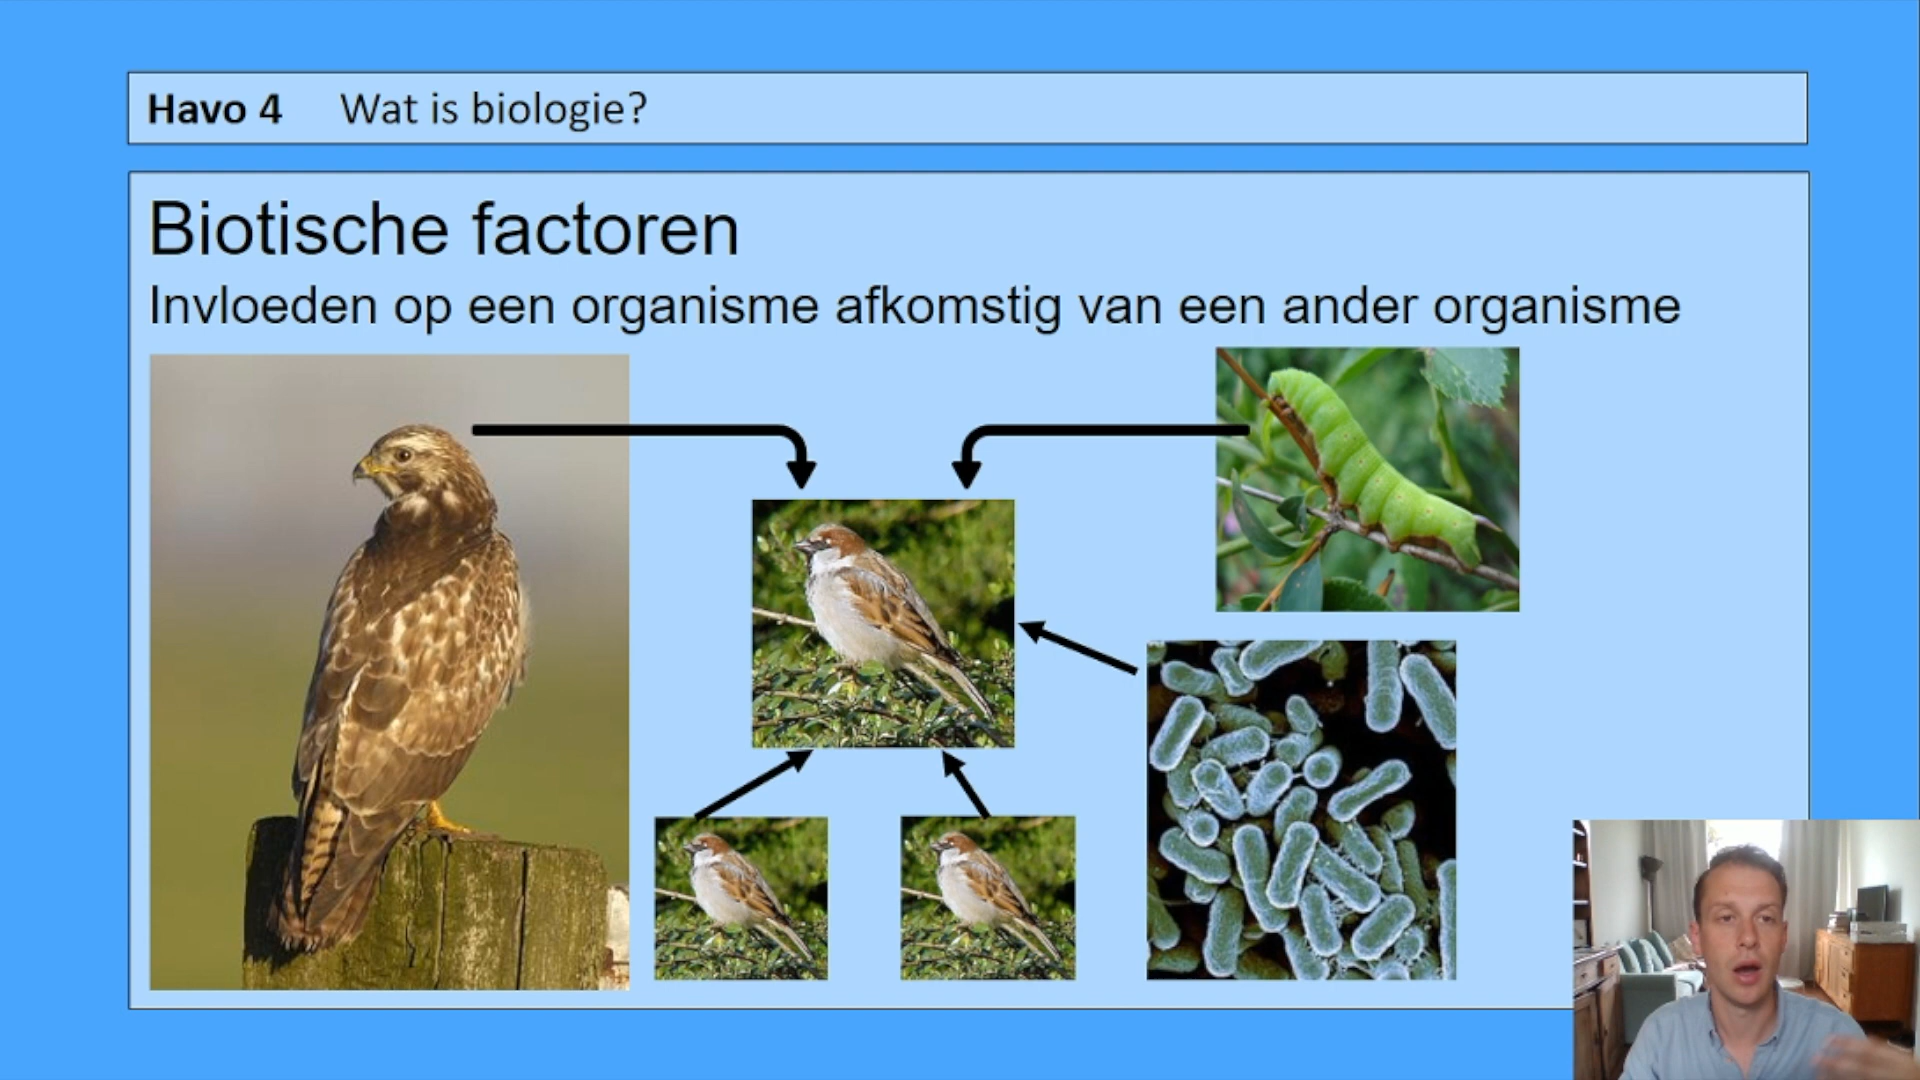 Havo 4 Wat is biologie?
Biotische factoren
Invloeden op een organisme afkomstig van een ander organisme